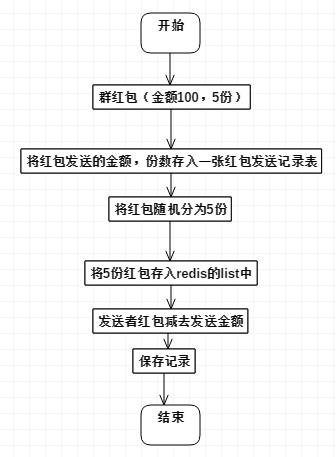 开始
群红包（金额100，5份）
将红包发送的金额，份数存入一张红包发送记录表
将红包随机分为5份
将5份红包存入redis的list中
发送者红包减去发送金额
保存记录
结束